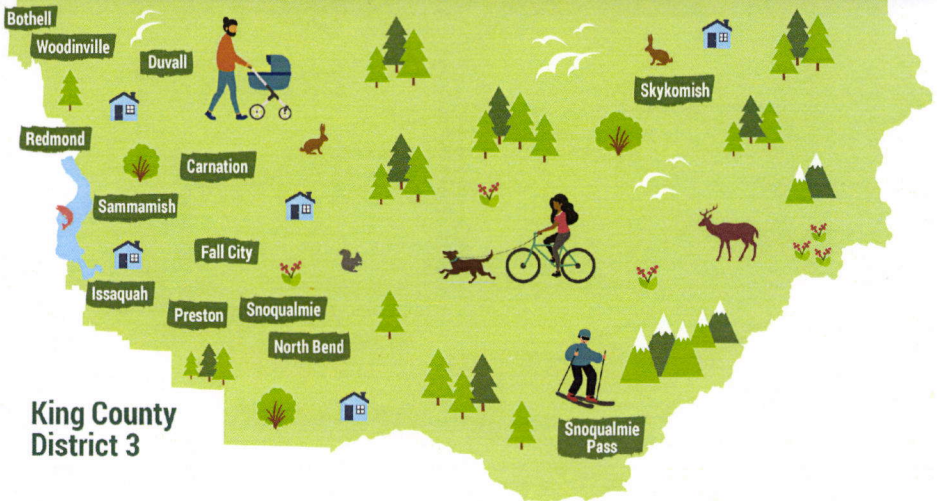 Bothell
Woodinville
Duvall
Skykomish
Redmond
Carnation
Sammamish
Fall City
Issaquah
Preston
Snoqualmie
North Bend
King County
District 3
Snoqualmie
Pass